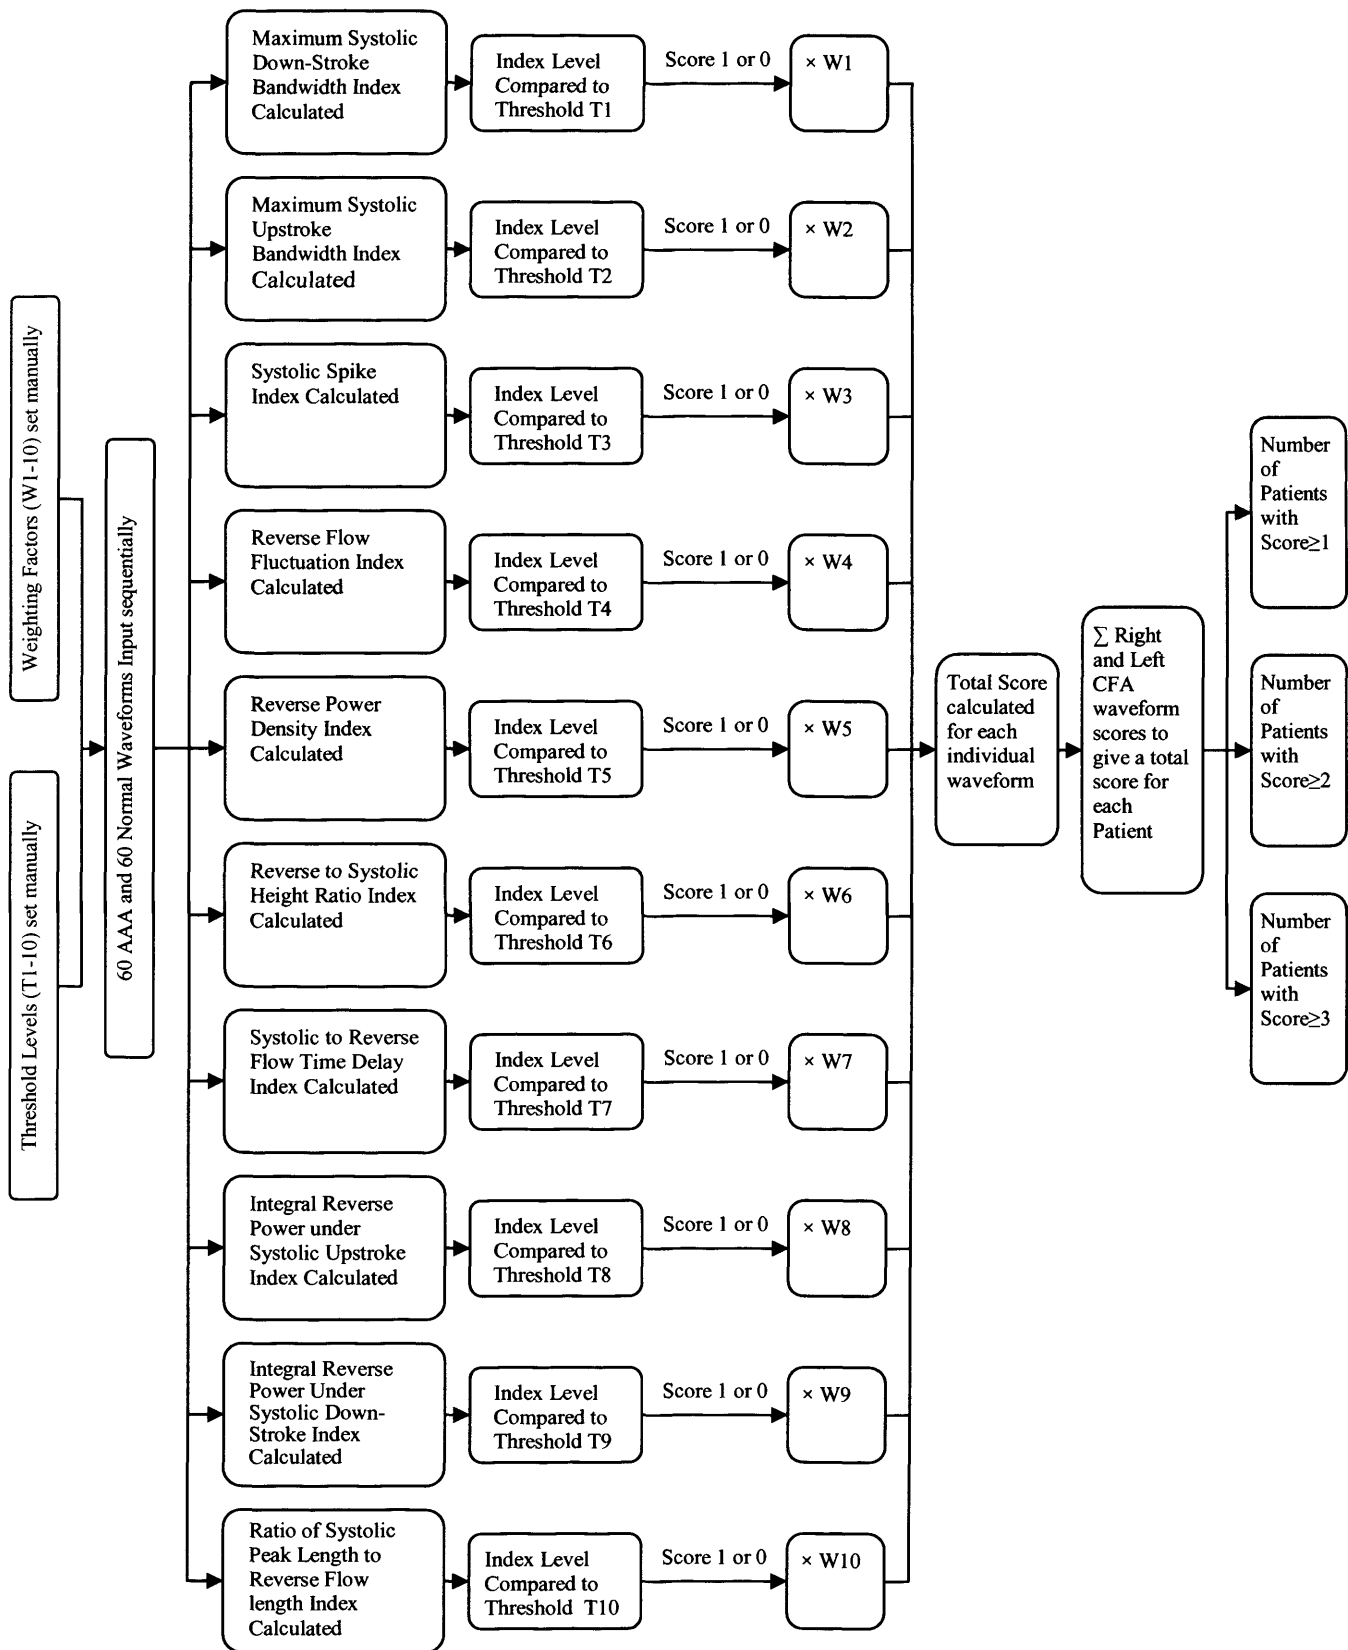 Weighting Factors (W1-10) set manually
Threshold Levels (T1-10) set manually
60 AAA and 60 Normal Waveforms Input sequentially
Maximum Systolic
Down-Stroke
Bandwidth Index
Calculated
Index Level
Compared to
Threshold T1
Score 1 or 0
× W1
Maximum Systolic
Upstroke
Bandwidth Index
Calculated
Index Level
Compared to
Threshold T2
Score 1 or 0
× W2
Systolic Spike
Index Calculated
Index Level
Compared to
Threshold T3
Score 1 or 0
× W3
Reverse Flow
Fluctuation Index
Calculated
Index Level
Compared to
Threshold T4
Score 1 or 0
× W4
Reverse Power
Density Index
Calculated
Index Level
Compared to
Threshold T5
Score 1 or 0
× W5
Reverse to Systolic
Height Ratio Index
Calculated
Index Level
Compared to
Threshold T6
Score 1 or 0
× W6
Systolic to Reverse
Flow Time Delay
Index Calculated
Index Level
Compared to
Threshold T7
Score 1 or 0
× W7
Integral Reverse
Power under
Systolic Upstroke
Index Calculated
Index Level
Compared to
Threshold T8
Score 1 or 0
× W8
Integral Reverse
Power Under
Systolic Down-
Stroke Index
Calculated
Index Level
Compared to
Threshold T9
Score 1 or 0
× W9
Ratio of Systolic
Peak Length to
Reverse Flow
length Index
Calculated
Index Level
Compared to
Threshold T10
Score 1 or 0
× W10
Total Score
calculated
for each
individual
waveform
∑ Right
and Left
CFA
waveform
scores to
give a total
score for
each
Patient
Number
of
Patients
with
Score≥1
Number
of
Patients
with
Score≥2
Number
of
Patients
with
Score≥3